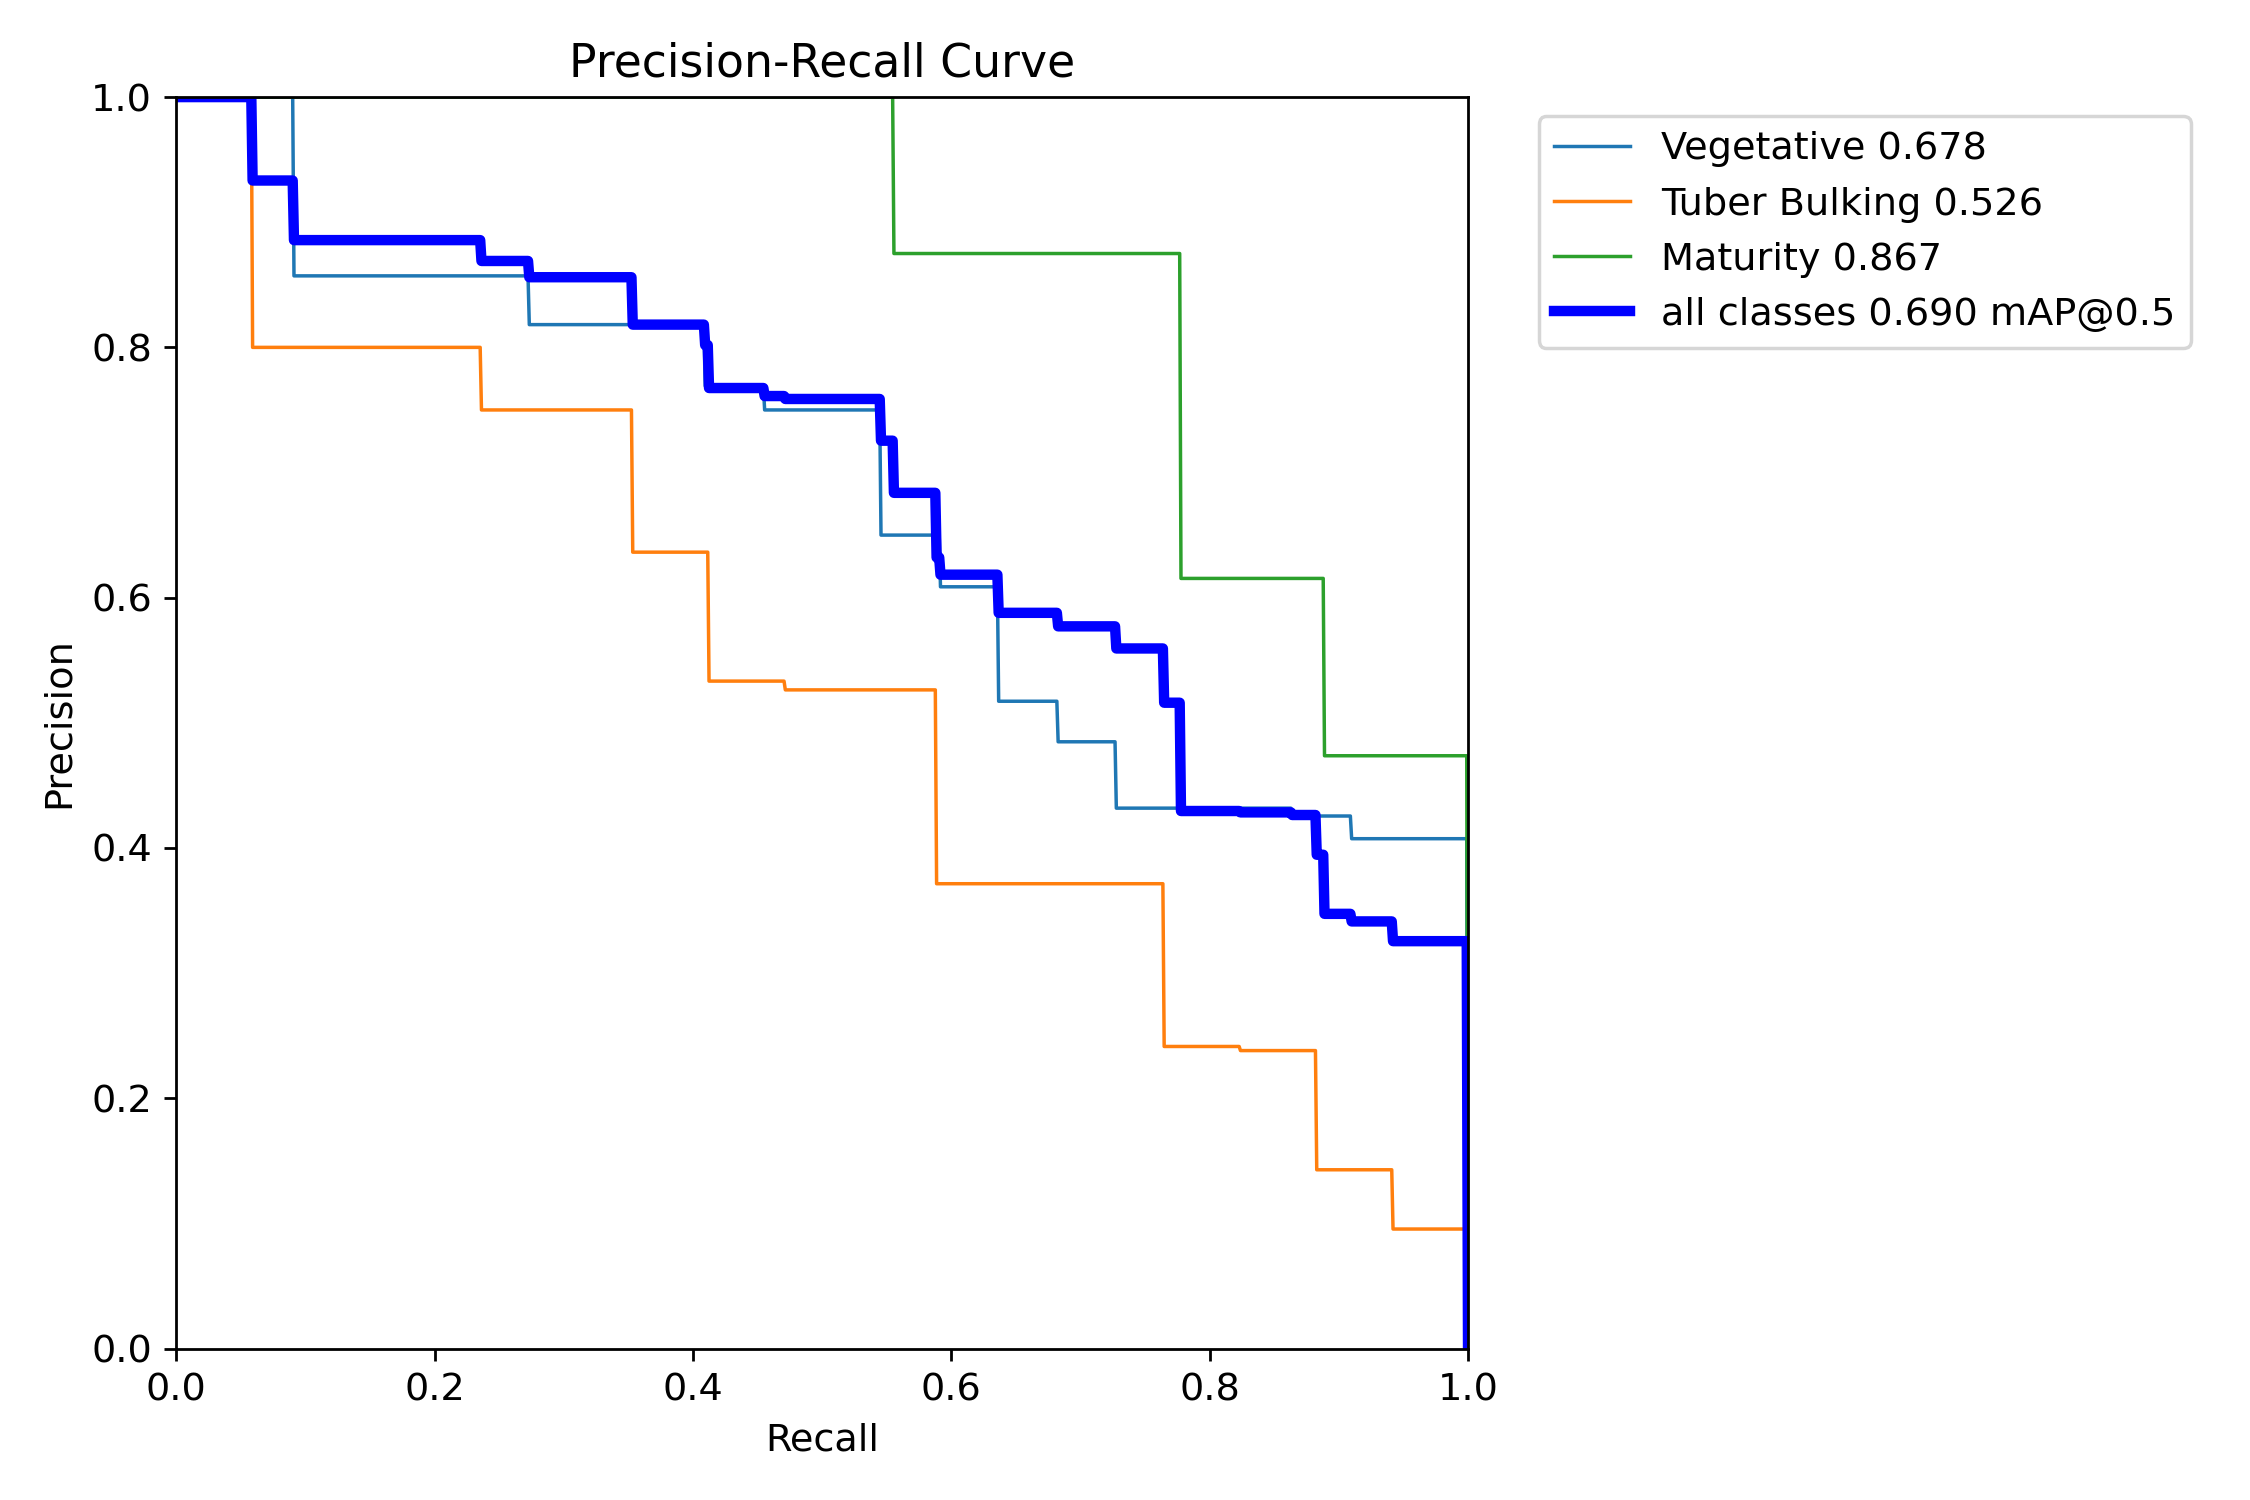 Precision-Recall Curve
1.0
0.8
0.6
0.4
0.2
0.0
Precision
0.0 0.2 0.4 0.6 0.8 1.0
Recall
Vegetative 0.678
Tuber Bulking 0.526
Maturity 0.867
all classes 0.690 mAP@0.5